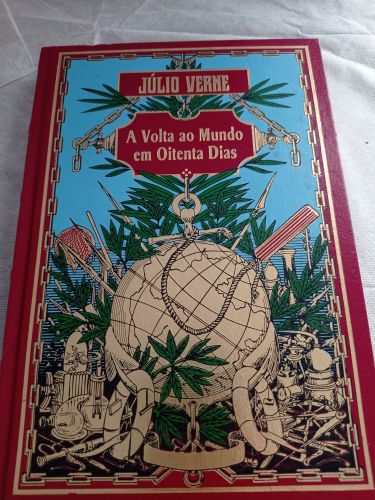 JÚLIO VERNE
A Volta ao Mundo
em Oitenta Dias